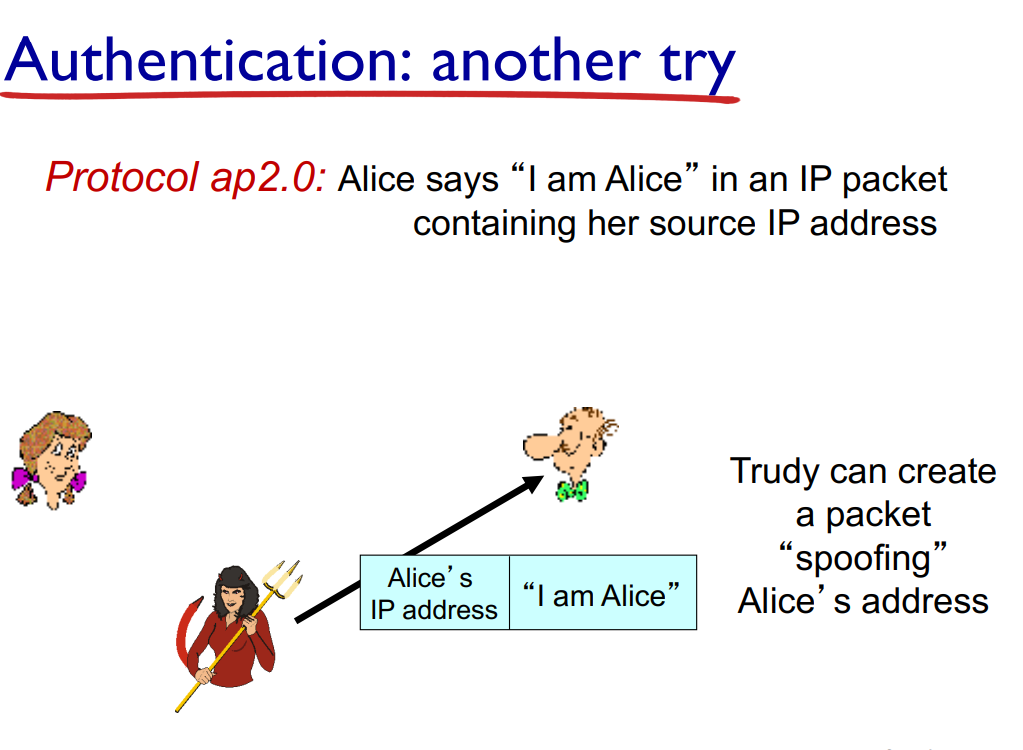 Authentication: another try
Protocol ap2.0: Alice says “I am Alice” in an IP packet
containing her source IP address
Trudy can create
a packet
“spoofing”
Alice’s address
Alice’s
IP address
“I am Alice”